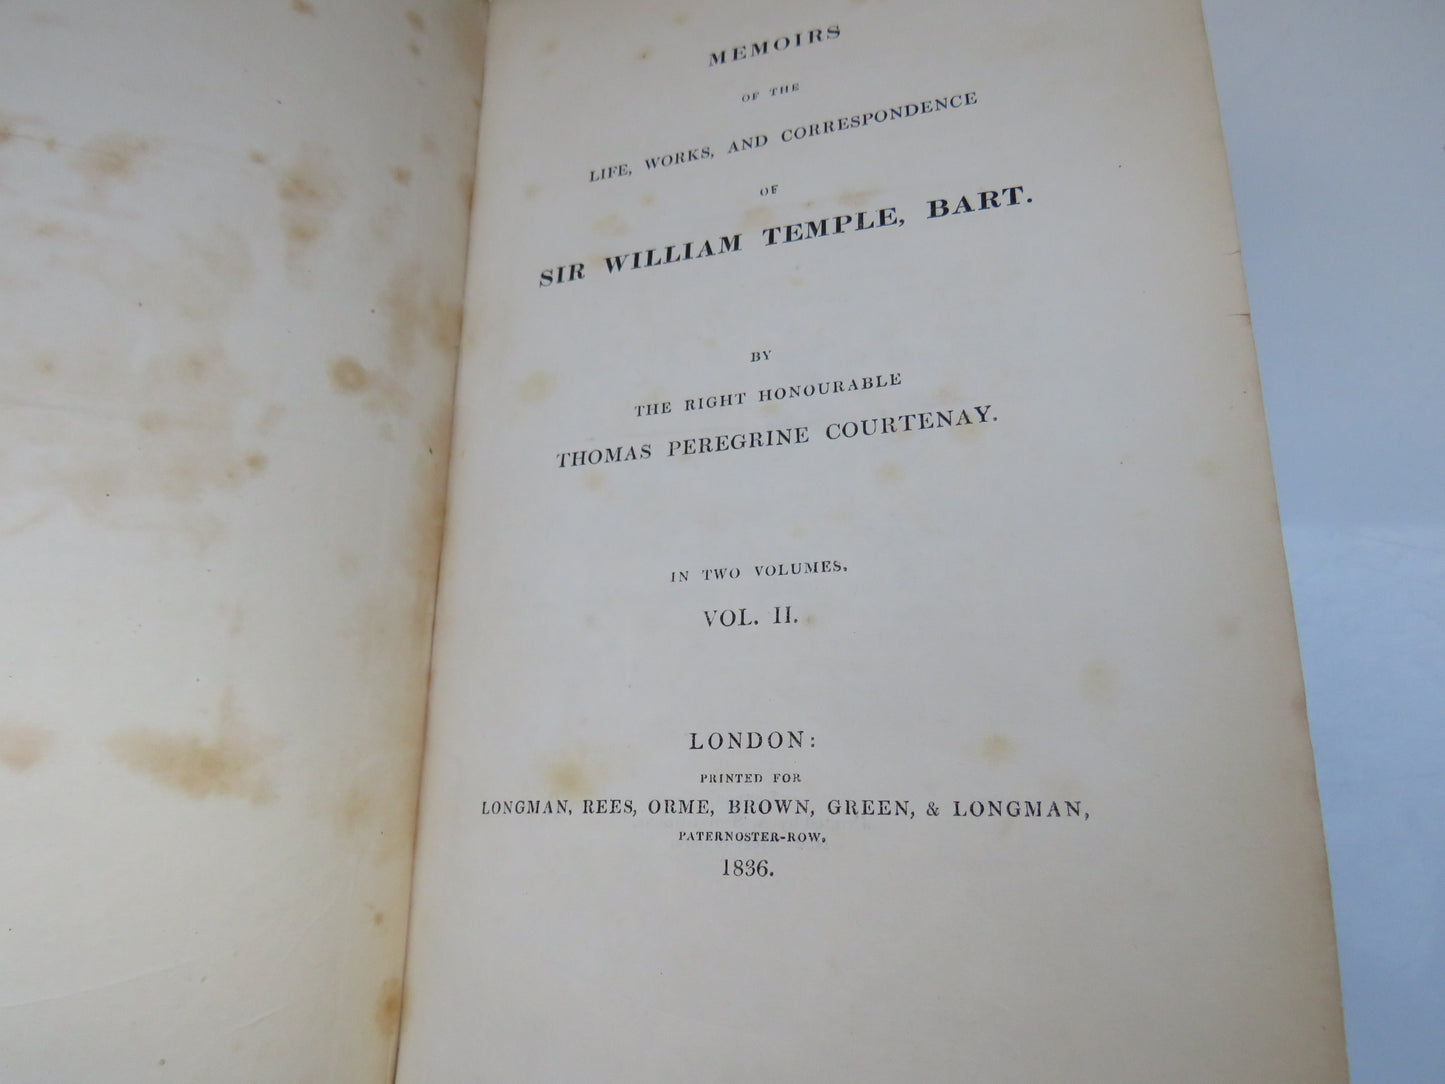 MEMOIRS
OF THE
LIFE, WORKS, AND CORRESPONDENCE
OF
SIR WILLIAM TEMPLE, BART.
BY
THE RIGHT HONOURABLE
THOMAS PEREGRINE COURTENAY.
IN TWO VOLUMES.
VOL. II.
LONDON:
PRINTED FOR
LONGMAN, REES, ORME, BROWN, GREEN, & LONGMAN,
PATERNOSTER-ROW.
1836.